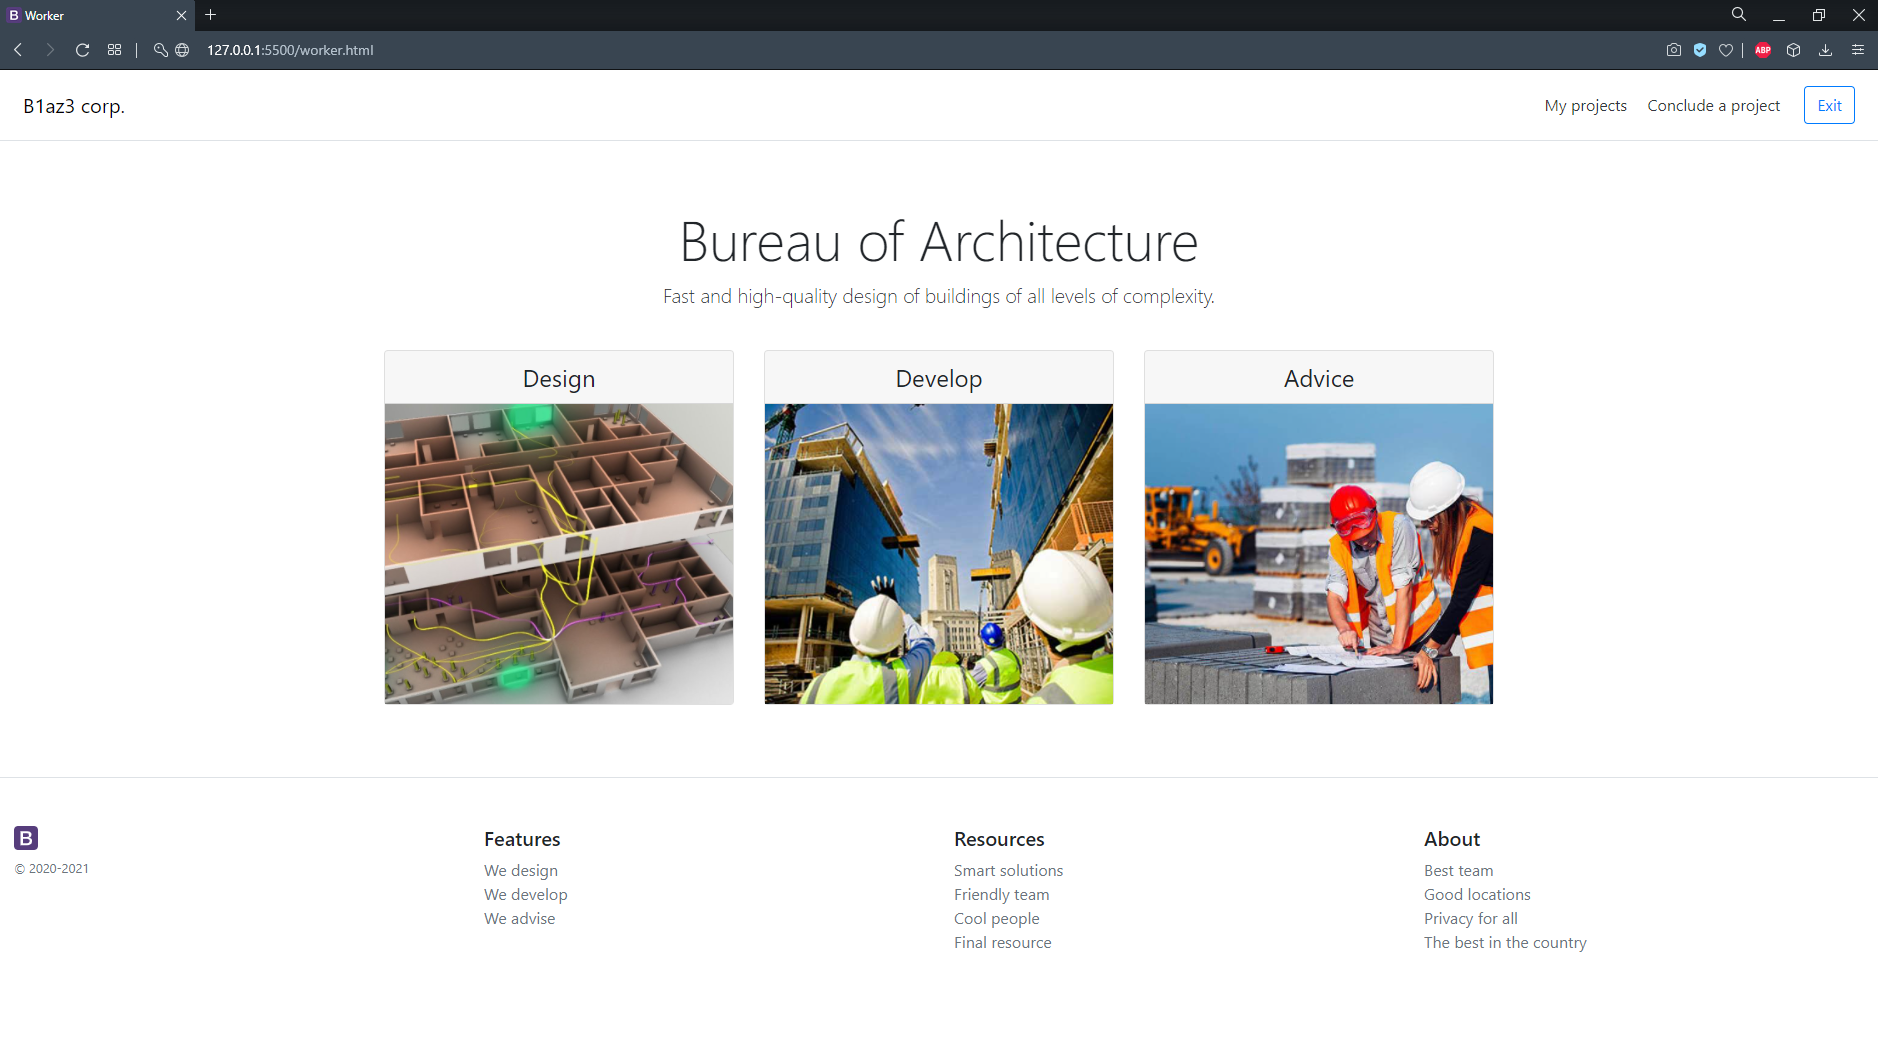 B Worker
127.0.0.1:5500/worker.html
ABP
B1az3 corp.
My projects
Conclude a project
Exit
Bureau of Architecture
Fast and high-quality design of buildings of all levels of complexity.
Design
Develop
Advice
B
© 2020-2021
Features
We design
We develop
We advise
Resources
Smart solutions
Friendly team
Cool people
Final resource
About
Best team
Good locations
Privacy for all
The best in the country